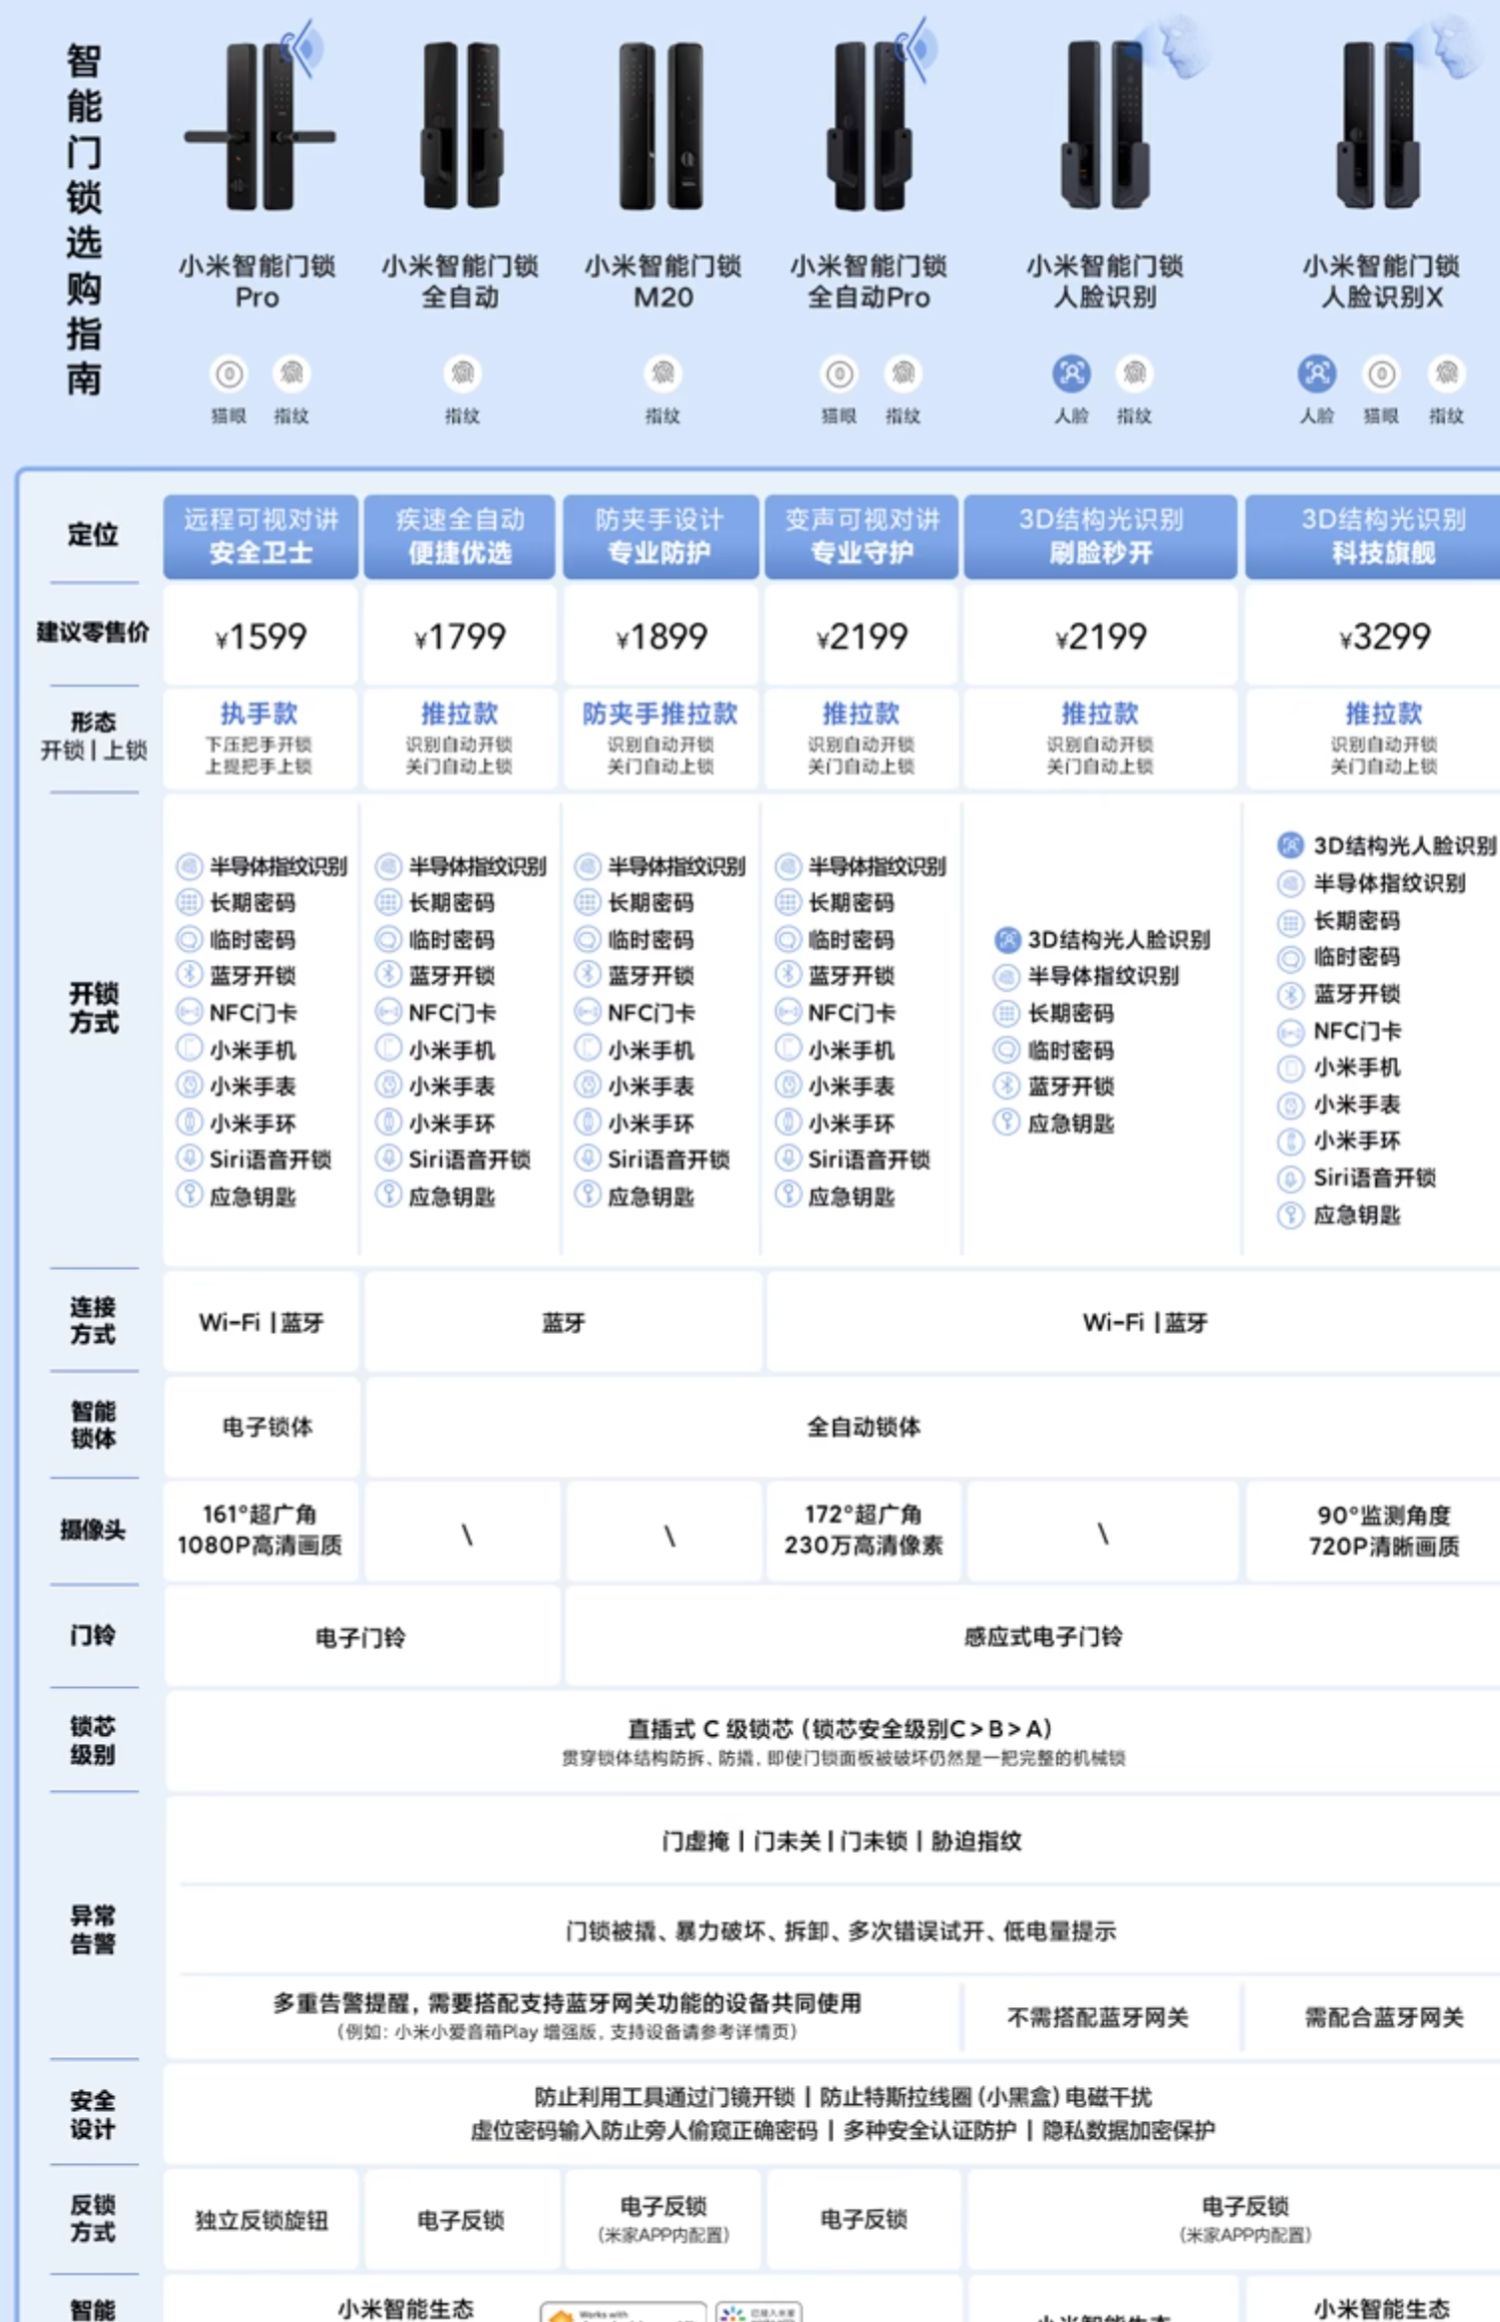 智能门锁选购指南
小米智能门锁
Pro
小米智能门锁
全自动
小米智能门锁
M20
小米智能门锁
全自动Pro
小米智能门锁
人脸识别
小米智能门锁
人脸识别X
猫眼 指纹
指纹
指纹
猫眼 指纹
人脸 指纹
人脸 猫眼 指纹
定位
远程可视对讲
安全卫士
疾速全自动
便捷优选
防夹手设计
专业防护
变声可视对讲
专业守护
3D结构光识别
刷脸秒开
3D结构光识别
科技旗舰
建议零售价
¥1599
¥1799
¥1899
¥2199
¥2199
¥3299
形态
开锁 | 上锁
执手款
下压把手开锁
上提把手上锁
推拉款
识别自动开锁
关门自动上锁
防夹手推拉款
识别自动开锁
关门自动上锁
推拉款
识别自动开锁
关门自动上锁
推拉款
识别自动开锁
关门自动上锁
推拉款
识别自动开锁
关门自动上锁
开锁
方式
半导体指纹识别
长期密码
临时密码
蓝牙开锁
NFC门卡
小米手机
小米手表
小米手环
Siri语音开锁
应急钥匙
半导体指纹识别
长期密码
临时密码
蓝牙开锁
NFC门卡
小米手机
小米手表
小米手环
Siri语音开锁
应急钥匙
半导体指纹识别
长期密码
临时密码
蓝牙开锁
NFC门卡
小米手机
小米手表
小米手环
Siri语音开锁
应急钥匙
半导体指纹识别
长期密码
临时密码
蓝牙开锁
NFC门卡
小米手机
小米手表
小米手环
Siri语音开锁
应急钥匙
3D结构光人脸识别
半导体指纹识别
长期密码
临时密码
蓝牙开锁
应急钥匙
3D结构光人脸识别
半导体指纹识别
长期密码
临时密码
蓝牙开锁
NFC门卡
小米手机
小米手表
小米手环
Siri语音开锁
应急钥匙
连接
方式
Wi-Fi | 蓝牙
蓝牙
Wi-Fi | 蓝牙
智能
锁体
电子锁体
全自动锁体
摄像头
161°超广角
1080P高清画质
\
\
172°超广角
230万高清像素
\
90°监测角度
720P清晰画质
门铃
电子门铃
感应式电子门铃
锁芯
级别
直插式 C 级锁芯（锁芯安全级别C > B > A）
贯穿锁体结构防拆、防撬，即使门锁面板被破坏仍然是一把完整的机械锁
异常
告警
门虚掩 | 门未关 | 门未锁 | 胁迫指纹
门锁被撬、暴力破坏、拆卸、多次错误试开、低电量提示
多重告警提醒，需要搭配支持蓝牙网关功能的设备共同使用
（例如：小米小爱音箱Play 增强版，支持设备请参考详情页）
不需搭配蓝牙网关
需配合蓝牙网关
安全
设计
防止利用工具通过门镜开锁 | 防止特斯拉线圈（小黑盒）电磁干扰
虚位密码输入防止旁人偷窥正确密码 | 多种安全认证防护 | 隐私数据加密保护
反锁
方式
独立反锁旋钮
电子反锁
电子反锁
（米家APP内配置）
电子反锁
电子反锁
（米家APP内配置）
智能
小米智能生态
Works with
已接入米家
小米智能生态